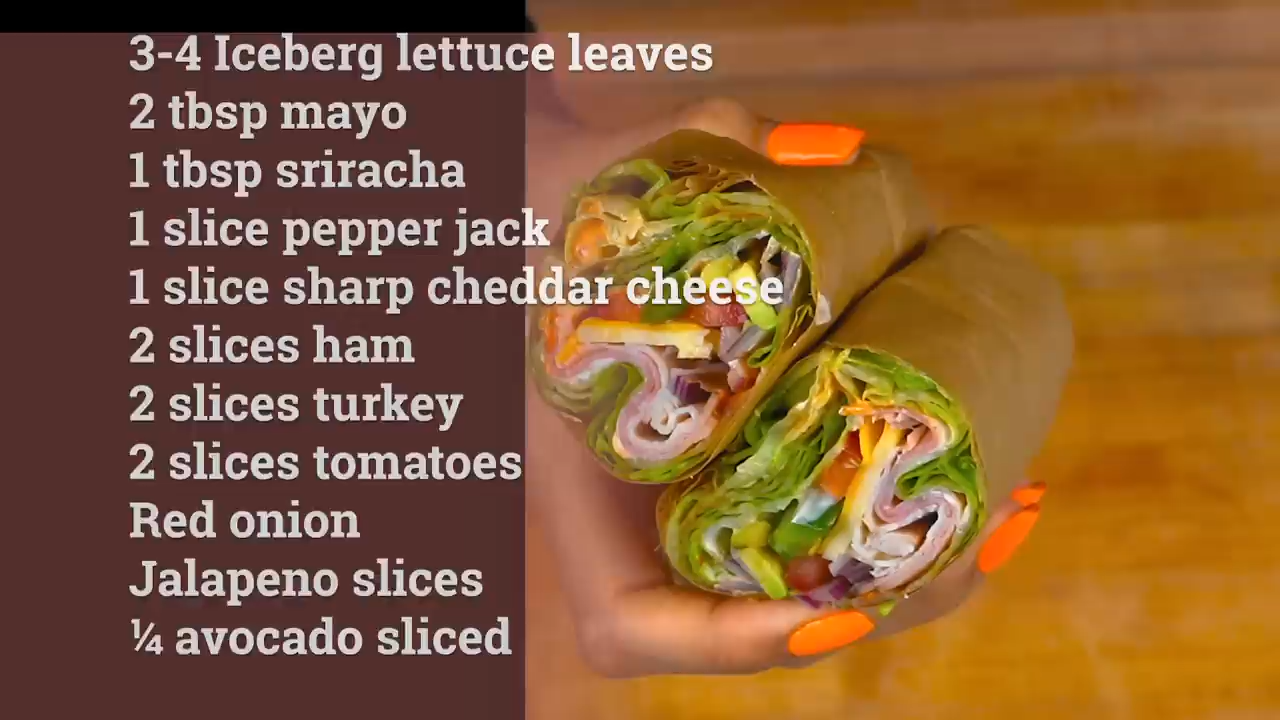 3-4 Iceberg lettuce leaves
2 tbsp mayo
1 tbsp sriracha
1 slice pepper jack
1 slice sharp cheddar cheese
2 slices ham
2 slices turkey
2 slices tomatoes
Red onion
Jalapeno slices
¼ avocado sliced